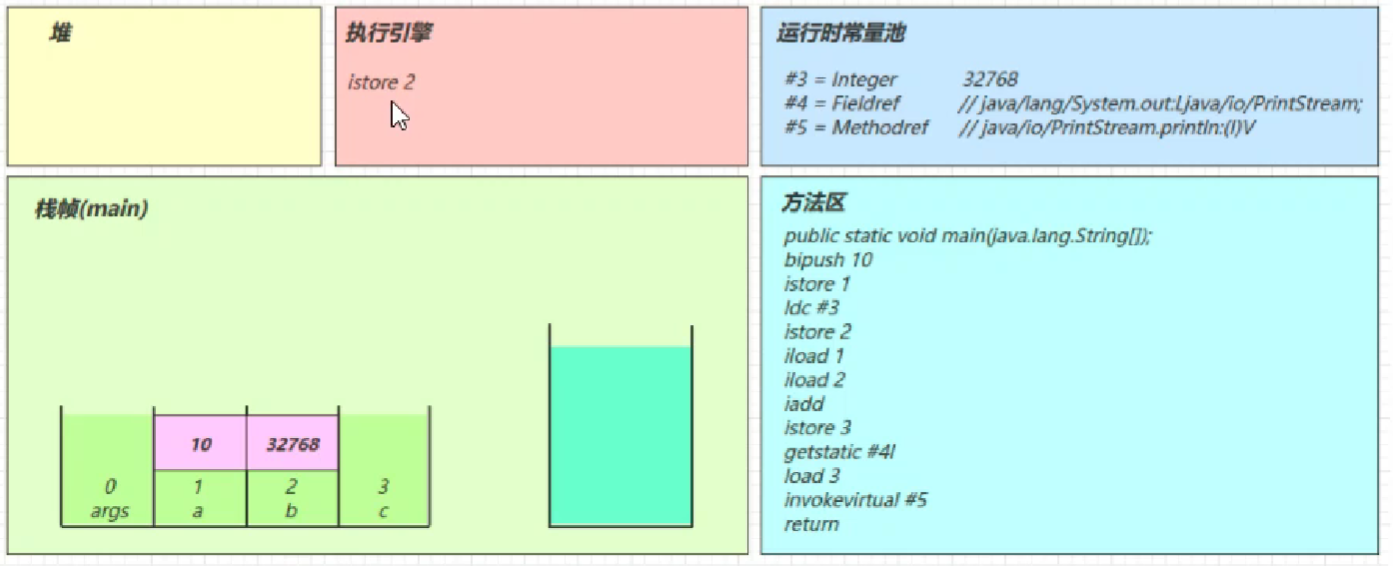 堆
执行引擎
istore 2
运行时常量池
#3 = Integer 32768
#4 = Fieldref // java/lang/System.out:Ljava/io/PrintStream;
#5 = Methodref // java/io/PrintStream.println:(I)V
栈帧(main)
10 32768
0 1 2 3
args a b c
方法区
public static void main(java.lang.String[]);
bipush 10
istore 1
ldc #3
istore 2
iload 1
iload 2
iadd
istore 3
getstatic #4l
load 3
invokevirtual #5
return